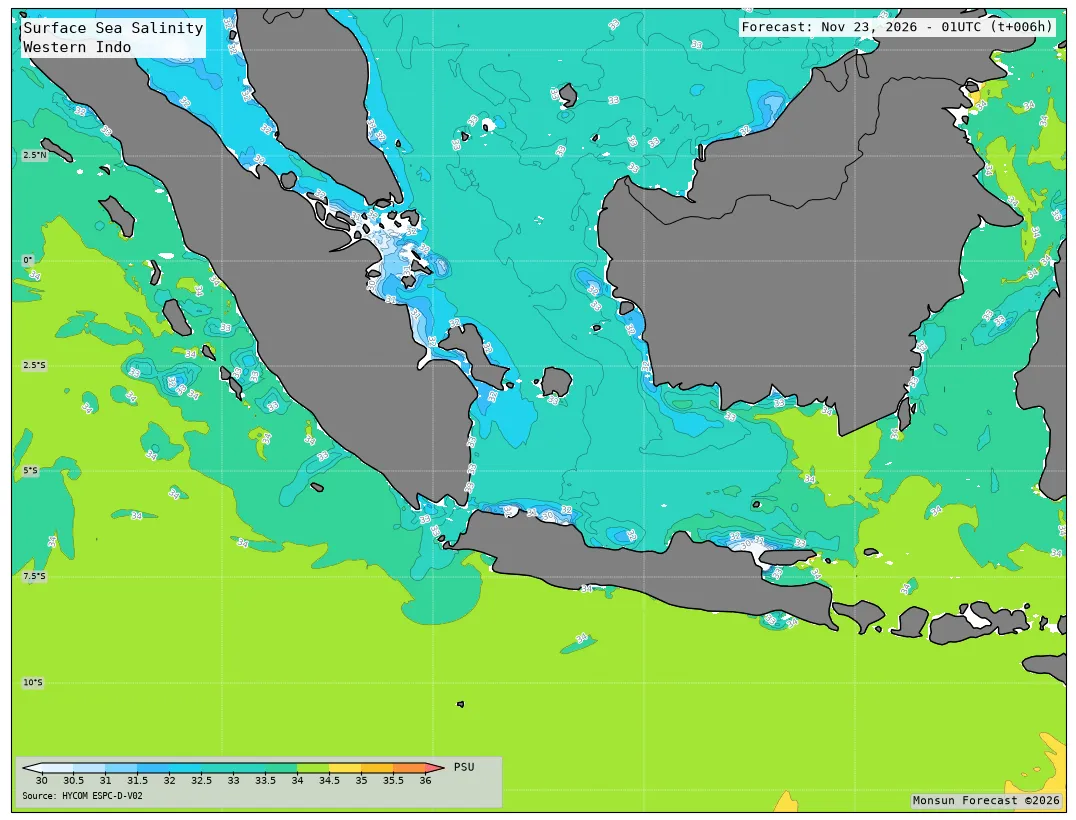 Surface Sea Salinity
Western Indo
Forecast: Nov 23, 2026 - 01UTC (t+006h)
2.5°N
0°
2.5°S
5°S
7.5°S
10°S
30 30.5 31 31.5 32 32.5 33 33.5 34 34.5 35 35.5 36 PSU
Source: HYCOM ESPC-D-V02
Monsun Forecast ©2026